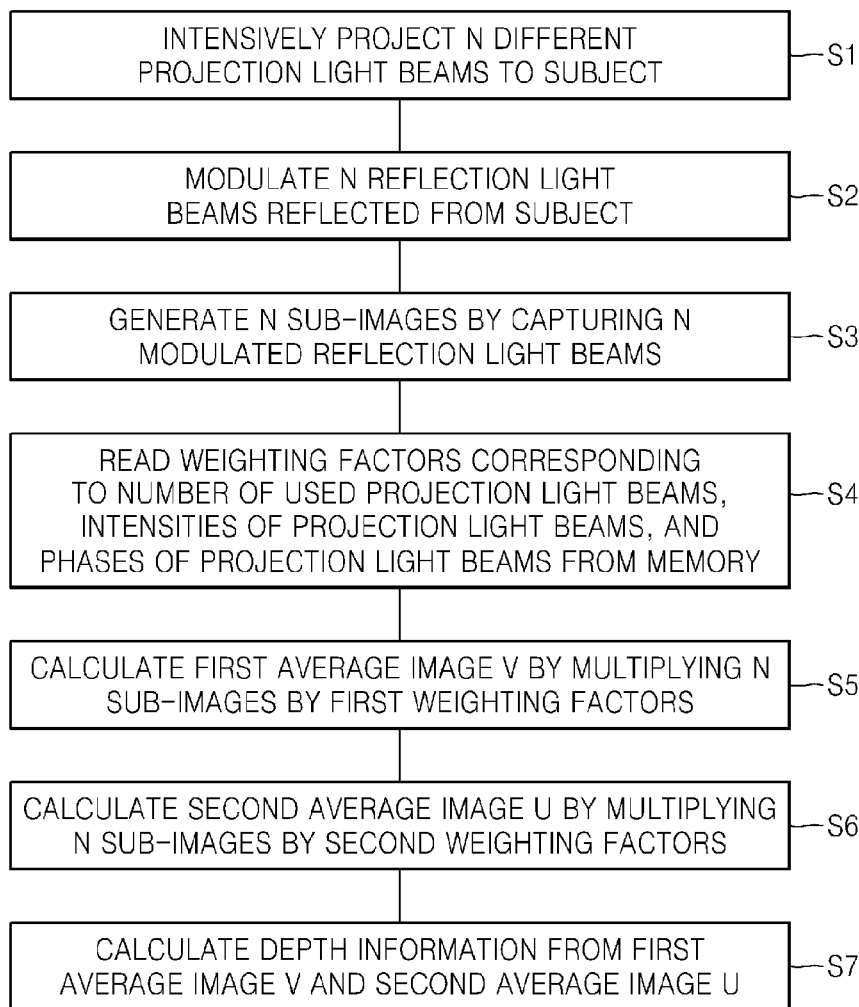 INTENSIVELY PROJECT N DIFFERENT
PROJECTION LIGHT BEAMS TO SUBJECT
S1
MODULATE N REFLECTION LIGHT
BEAMS REFLECTED FROM SUBJECT
S2
GENERATE N SUB-IMAGES BY CAPTURING N
MODULATED REFLECTION LIGHT BEAMS
S3
READ WEIGHTING FACTORS CORRESPONDING
TO NUMBER OF USED PROJECTION LIGHT BEAMS,
INTENSITIES OF PROJECTION LIGHT BEAMS, AND
PHASES OF PROJECTION LIGHT BEAMS FROM MEMORY
S4
CALCULATE FIRST AVERAGE IMAGE V BY MULTIPLYING N
SUB-IMAGES BY FIRST WEIGHTING FACTORS
S5
CALCULATE SECOND AVERAGE IMAGE U BY MULTIPLYING
N SUB-IMAGES BY SECOND WEIGHTING FACTORS
S6
CALCULATE DEPTH INFORMATION FROM FIRST
AVERAGE IMAGE V AND SECOND AVERAGE IMAGE U
S7